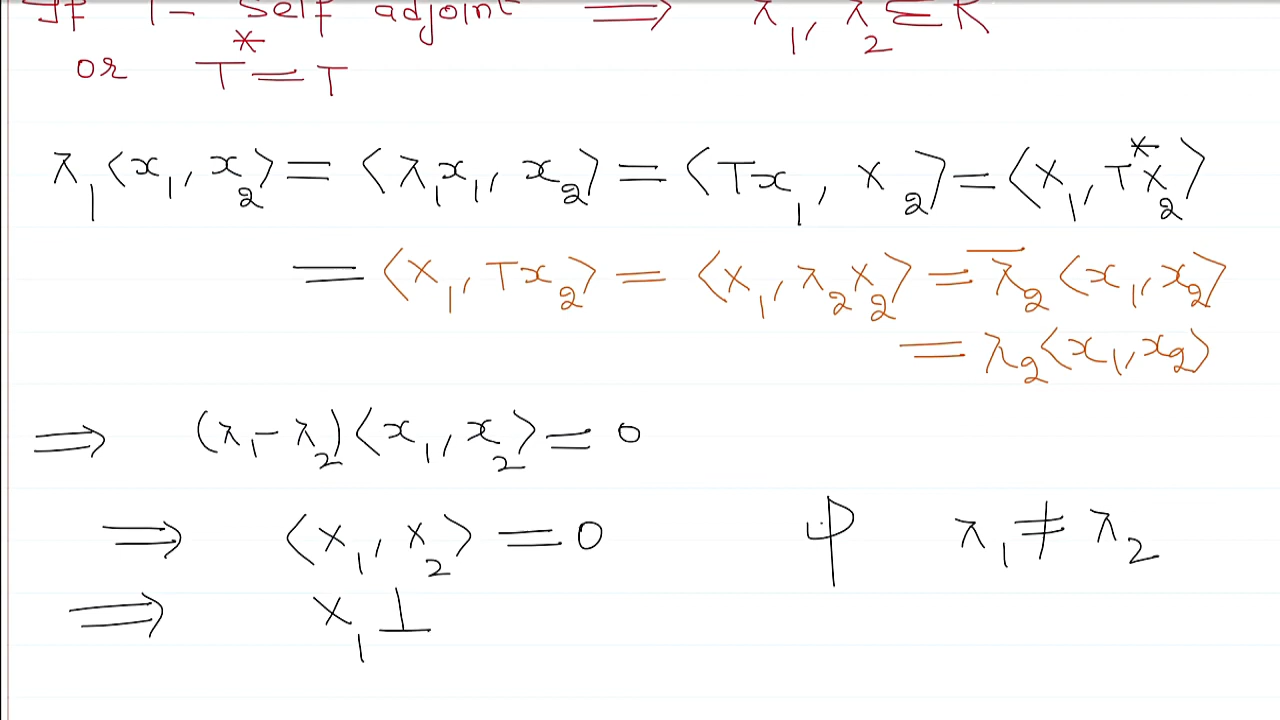 If T - self adjoint ⟹ λ₁, λ₂ ∈ R
or T* = T
λ₁⟨x₁, x₂⟩ = ⟨λ₁x₁, x₂⟩ = ⟨Tx₁, x₂⟩ = ⟨x₁, T*x₂⟩
= ⟨x₁, Tx₂⟩ = ⟨x₁, λ₂x₂⟩ = λ̄₂⟨x₁, x₂⟩
= λ₂⟨x₁, x₂⟩
⟹ (λ₁ - λ₂)⟨x₁, x₂⟩ = 0
⟹ ⟨x₁, x₂⟩ = 0 φ λ₁ ≠ λ₂
⟹ x₁ ⊥